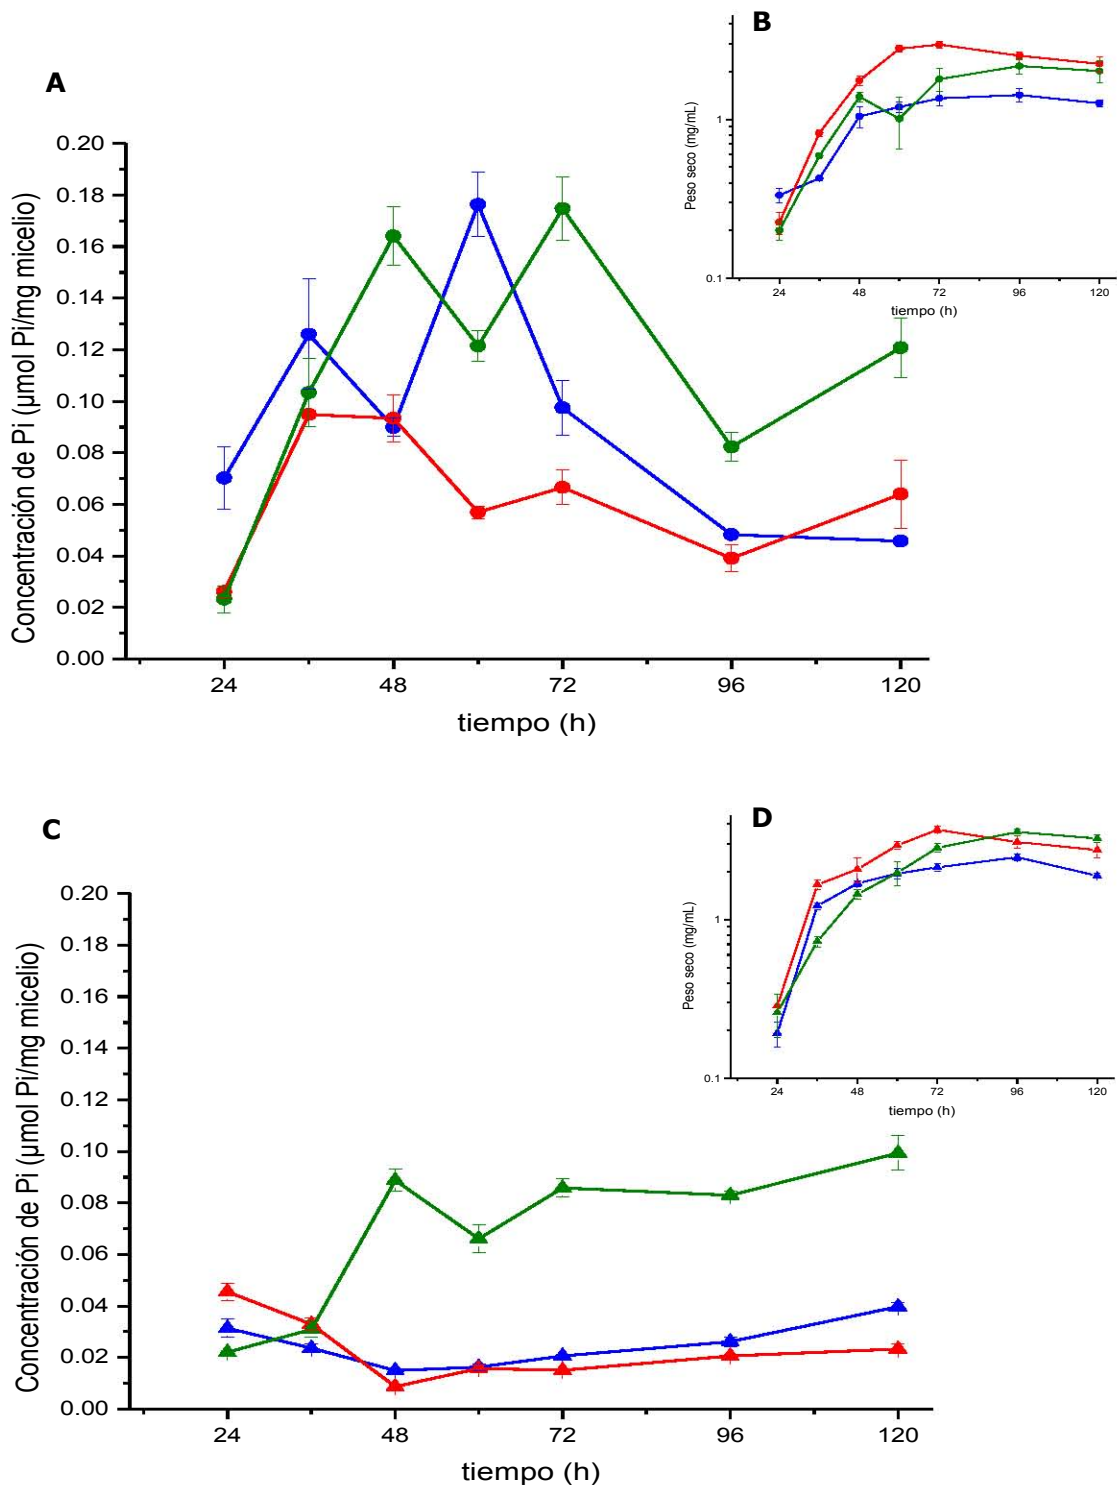 A
0.20
0.18
0.16
0.14
0.12
0.10
0.08
0.06
0.04
0.02
0.00
Concentración de Pi (µmol Pi/mg micelio)
24 48 72 96 120
tiempo (h)
B
1
0.1
Peso seco (mg/mL)
24 48 72 96 120
tiempo (h)
C
0.20
0.18
0.16
0.14
0.12
0.10
0.08
0.06
0.04
0.02
0.00
Concentración de Pi (µmol Pi/mg micelio)
24 48 72 96 120
tiempo (h)
D
1
0.1
Peso seco (mg/mL)
24 48 72 96 120
tiempo (h)